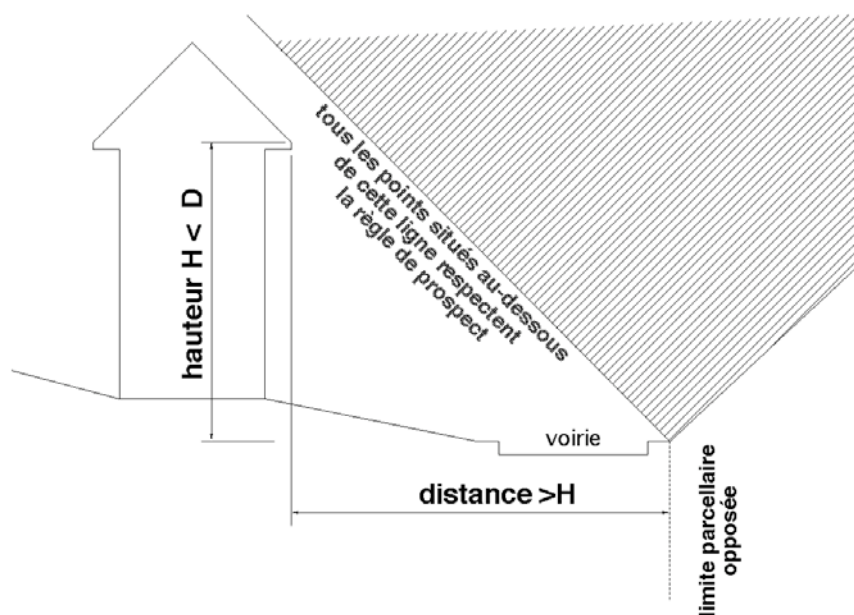 tous les points situés au-dessous
de cette ligne respectent
la règle de prospect
hauteur H < D
voirie
distance >H
limite parcellaire
opposée